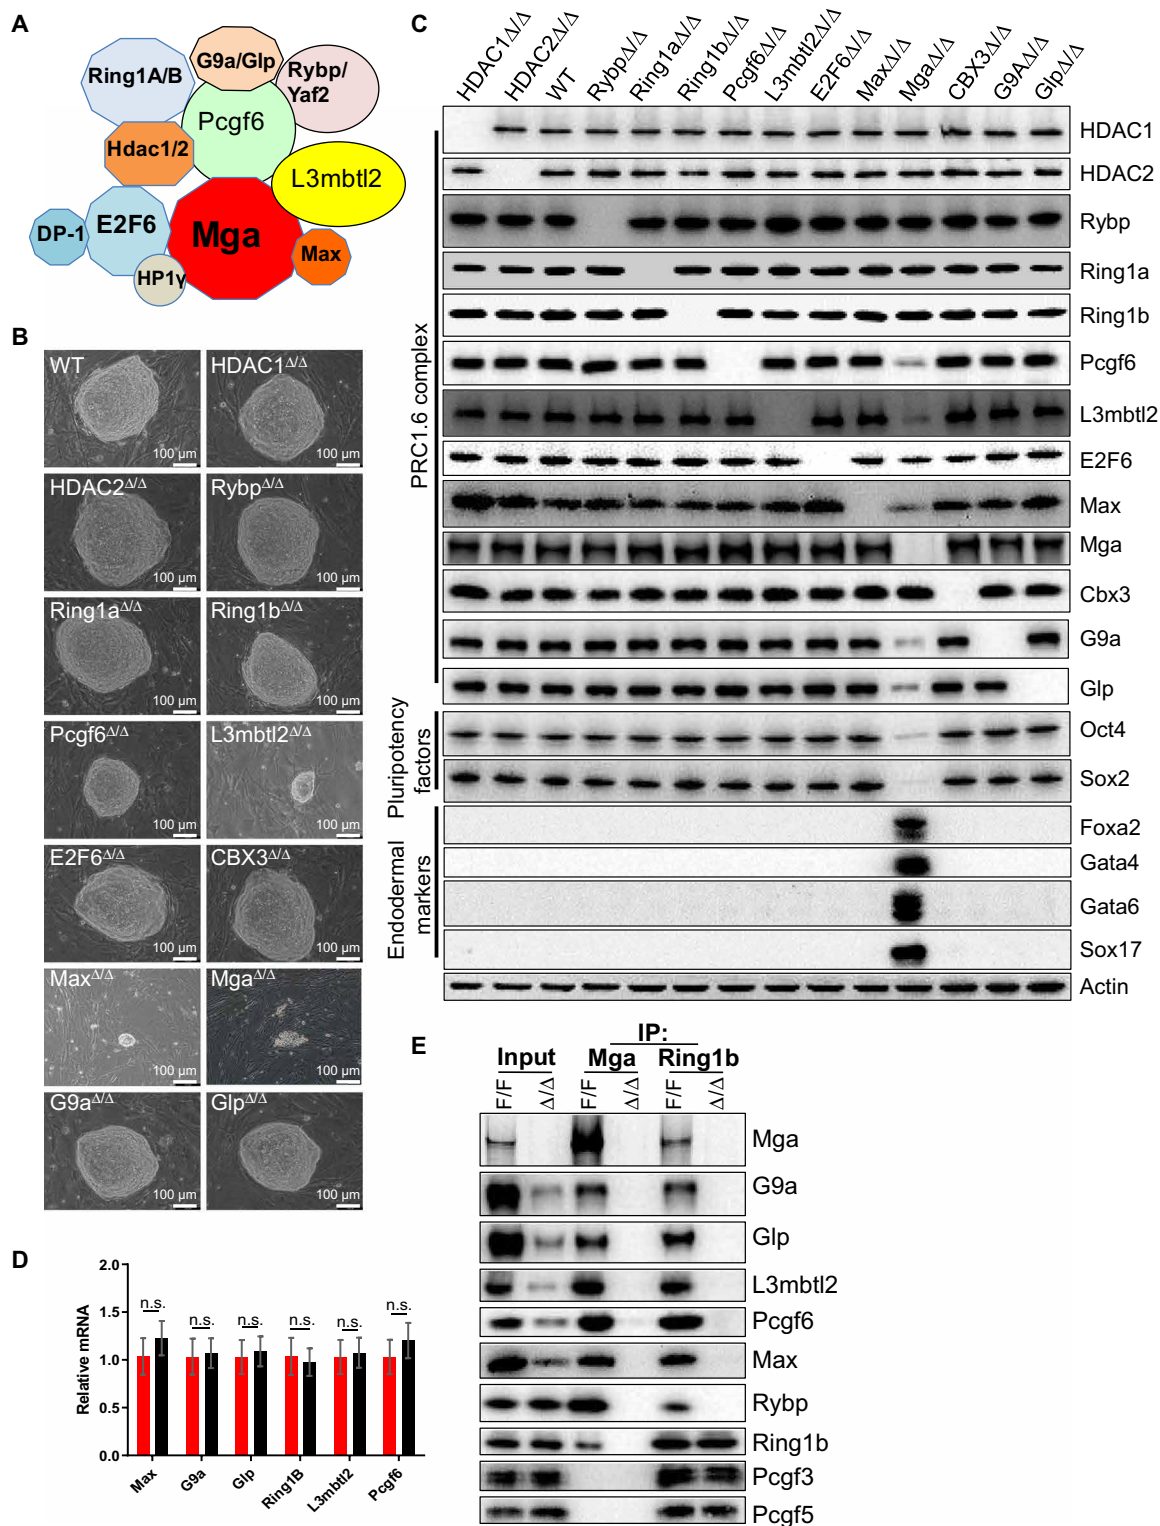 A
Ring1A/B
G9a/Glp
Rybp/
Yaf2
Pcgf6
Hdac1/2
L3mbtl2
DP-1
E2F6
Mga
Max
HP1γ
B
WT
100 µm
HDAC1Δ/Δ
100 µm
HDAC2Δ/Δ
100 µm
RybpΔ/Δ
100 µm
Ring1aΔ/Δ
100 µm
Ring1bΔ/Δ
100 µm
Pcgf6Δ/Δ
100 µm
L3mbtl2Δ/Δ
100 µm
E2F6Δ/Δ
100 µm
CBX3Δ/Δ
100 µm
MaxΔ/Δ
100 µm
MgaΔ/Δ
100 µm
G9aΔ/Δ
100 µm
GlpΔ/Δ
100 µm
C
HDAC1Δ/Δ
HDAC2Δ/Δ
WT
RybpΔ/Δ
Ring1aΔ/Δ
Ring1bΔ/Δ
Pcgf6Δ/Δ
L3mbtl2Δ/Δ
E2F6Δ/Δ
MaxΔ/Δ
MgaΔ/Δ
CBX3Δ/Δ
G9AΔ/Δ
GlpΔ/Δ
PRC1.6 complex
HDAC1
HDAC2
Rybp
Ring1a
Ring1b
Pcgf6
L3mbtl2
E2F6
Max
Mga
Cbx3
G9a
Glp
Pluripotency
factors
Oct4
Sox2
Endodermal
markers
Foxa2
Gata4
Gata6
Sox17
Actin
D
Relative mRNA
2.0
1.5
1.0
0.5
0.0
n.s.
n.s.
n.s.
n.s.
n.s.
n.s.
Max
G9a
Glp
Ring1B
L3mbtl2
Pcgf6
E
IP:
Input
Mga
Ring1b
F/F
Δ/Δ
F/F
Δ/Δ
F/F
Δ/Δ
Mga
G9a
Glp
L3mbtl2
Pcgf6
Max
Rybp
Ring1b
Pcgf3
Pcgf5